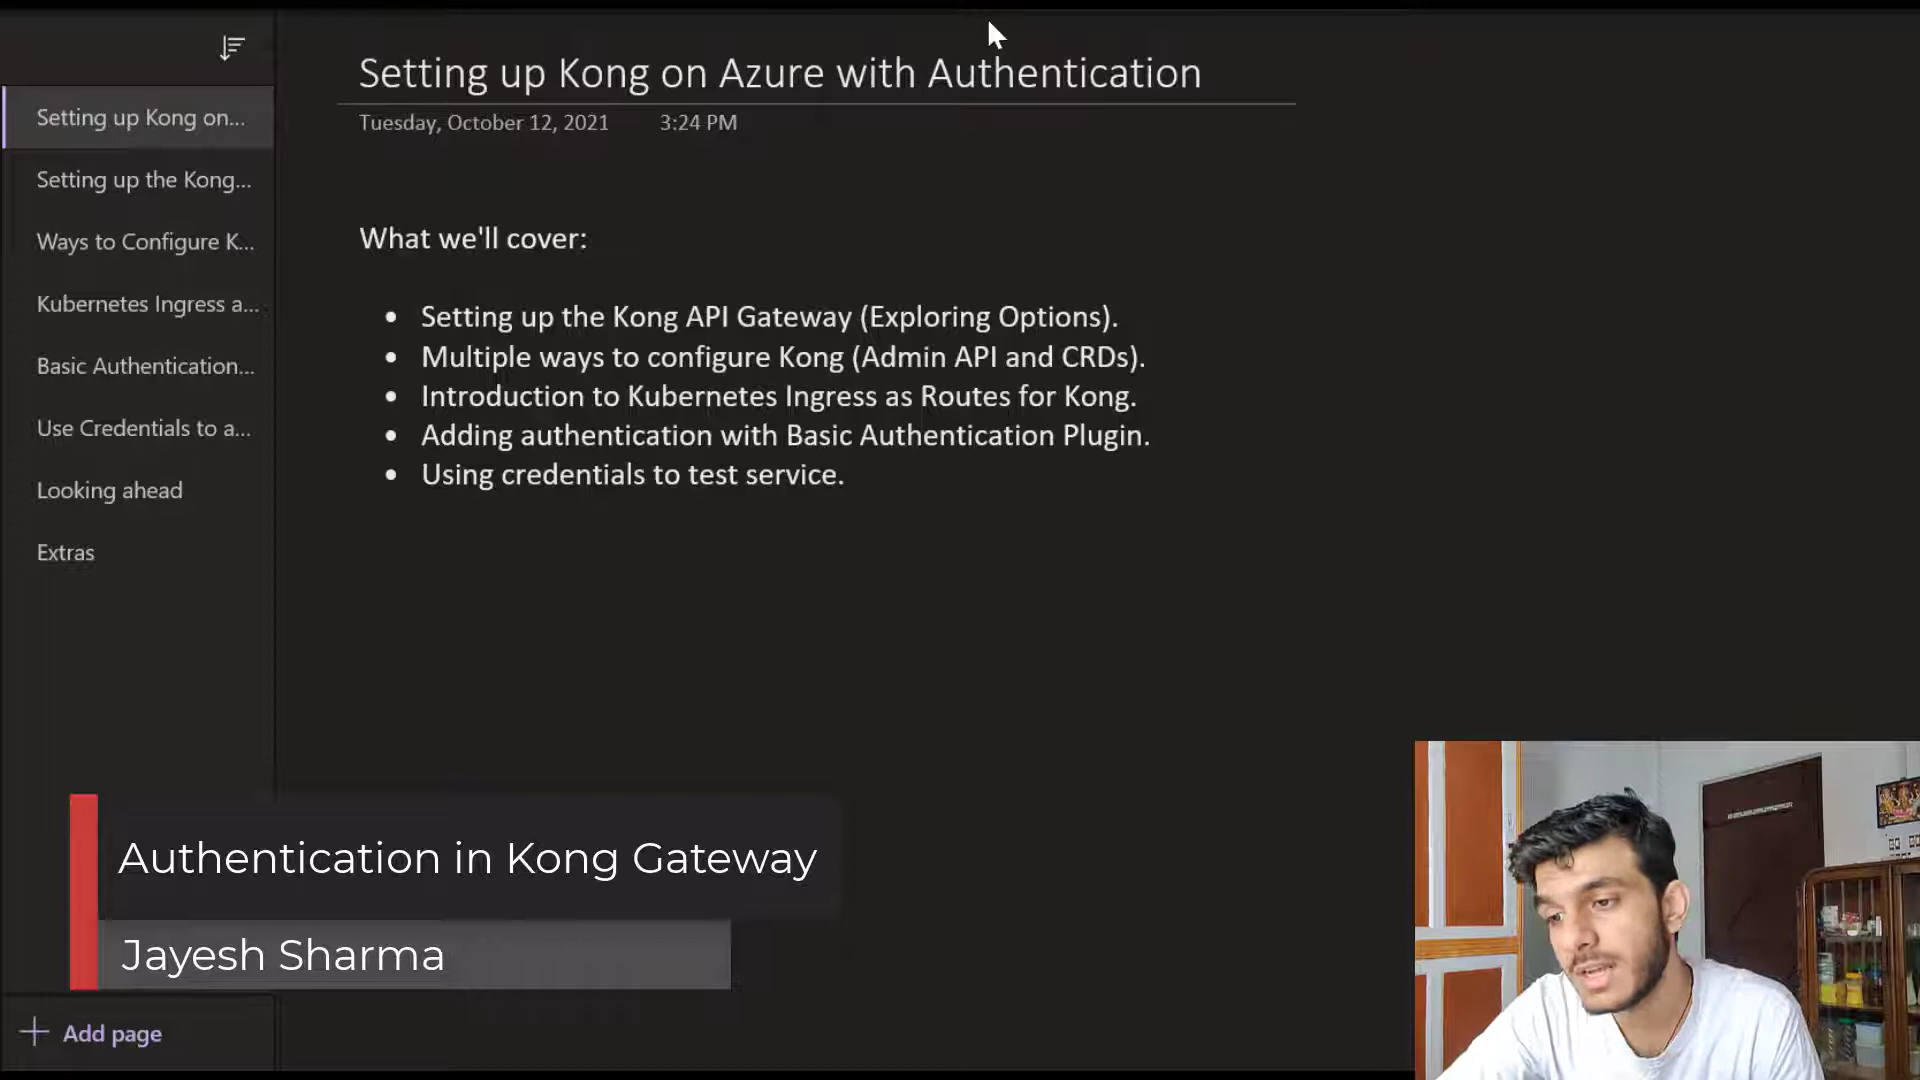 Setting up Kong on Azure with Authentication
Tuesday, October 12, 2021 3:24 PM
Setting up Kong on...
Setting up the Kong...
Ways to Configure K...
Kubernetes Ingress a...
Basic Authentication...
Use Credentials to a...
Looking ahead
Extras
What we'll cover:
• Setting up the Kong API Gateway (Exploring Options).
• Multiple ways to configure Kong (Admin API and CRDs).
• Introduction to Kubernetes Ingress as Routes for Kong.
• Adding authentication with Basic Authentication Plugin.
• Using credentials to test service.
Authentication in Kong Gateway
Jayesh Sharma
Add page